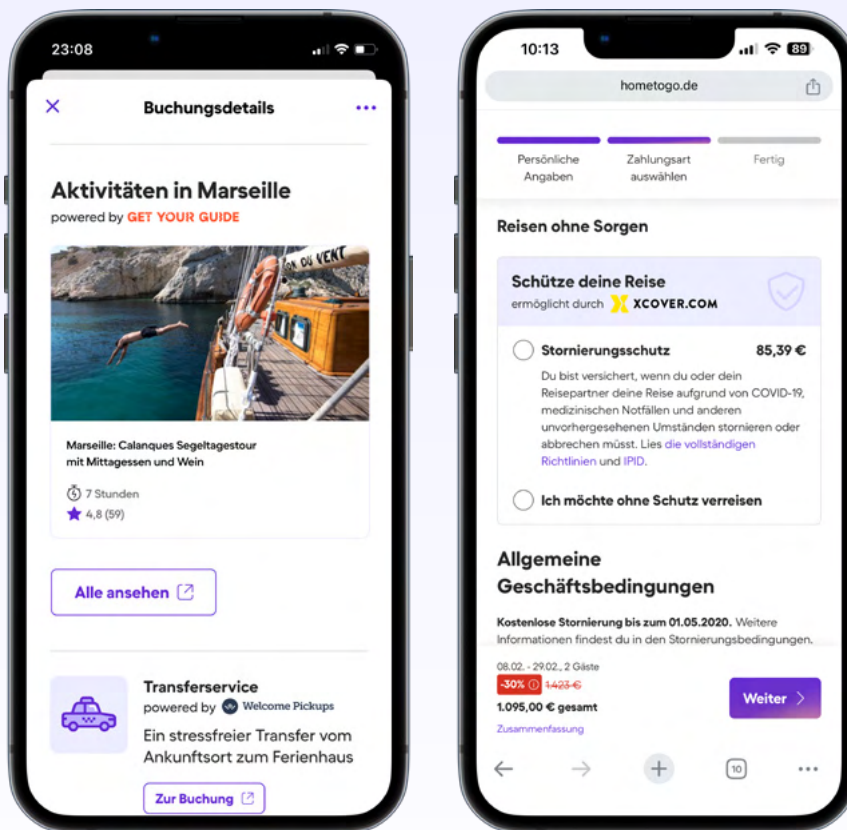 23:08
Buchungsdetails
Aktivitäten in Marseille
powered by GET YOUR GUIDE
ON DU VENT
Marseille: Calanques Segeltagestour
mit Mittagessen und Wein
7 Stunden
4,8 (59)
Alle ansehen
Transferservice
powered by Welcome Pickups
Ein stressfreier Transfer vom
Ankunftsort zum Ferienhaus
Zur Buchung
10:13
89
hometogo.de
Persönliche
Angaben
Zahlungsart
auswählen
Fertig
Reisen ohne Sorgen
Schütze deine Reise
ermöglicht durch XCOVER.COM
Stornierungsschutz 85,39 €
Du bist versichert, wenn du oder dein
Reisepartner deine Reise aufgrund von COVID-19,
medizinischen Notfällen und anderen
unvorhergesehenen Umständen stornieren oder
abbrechen müsst. Lies die vollständigen
Richtlinien und IPID.
Ich möchte ohne Schutz verreisen
Allgemeine
Geschäftsbedingungen
Kostenlose Stornierung bis zum 01.05.2020. Weitere
Informationen findest du in den Stornierungsbedingungen.
08.02. - 29.02., 2 Gäste
-30% 1.423 €
1.095,00 € gesamt
Zusammenfassung
Weiter
10